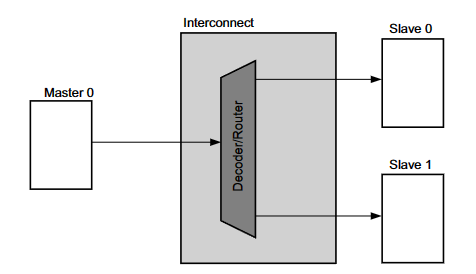 Interconnect
Slave 0
Master 0
Decoder/Router
Slave 1